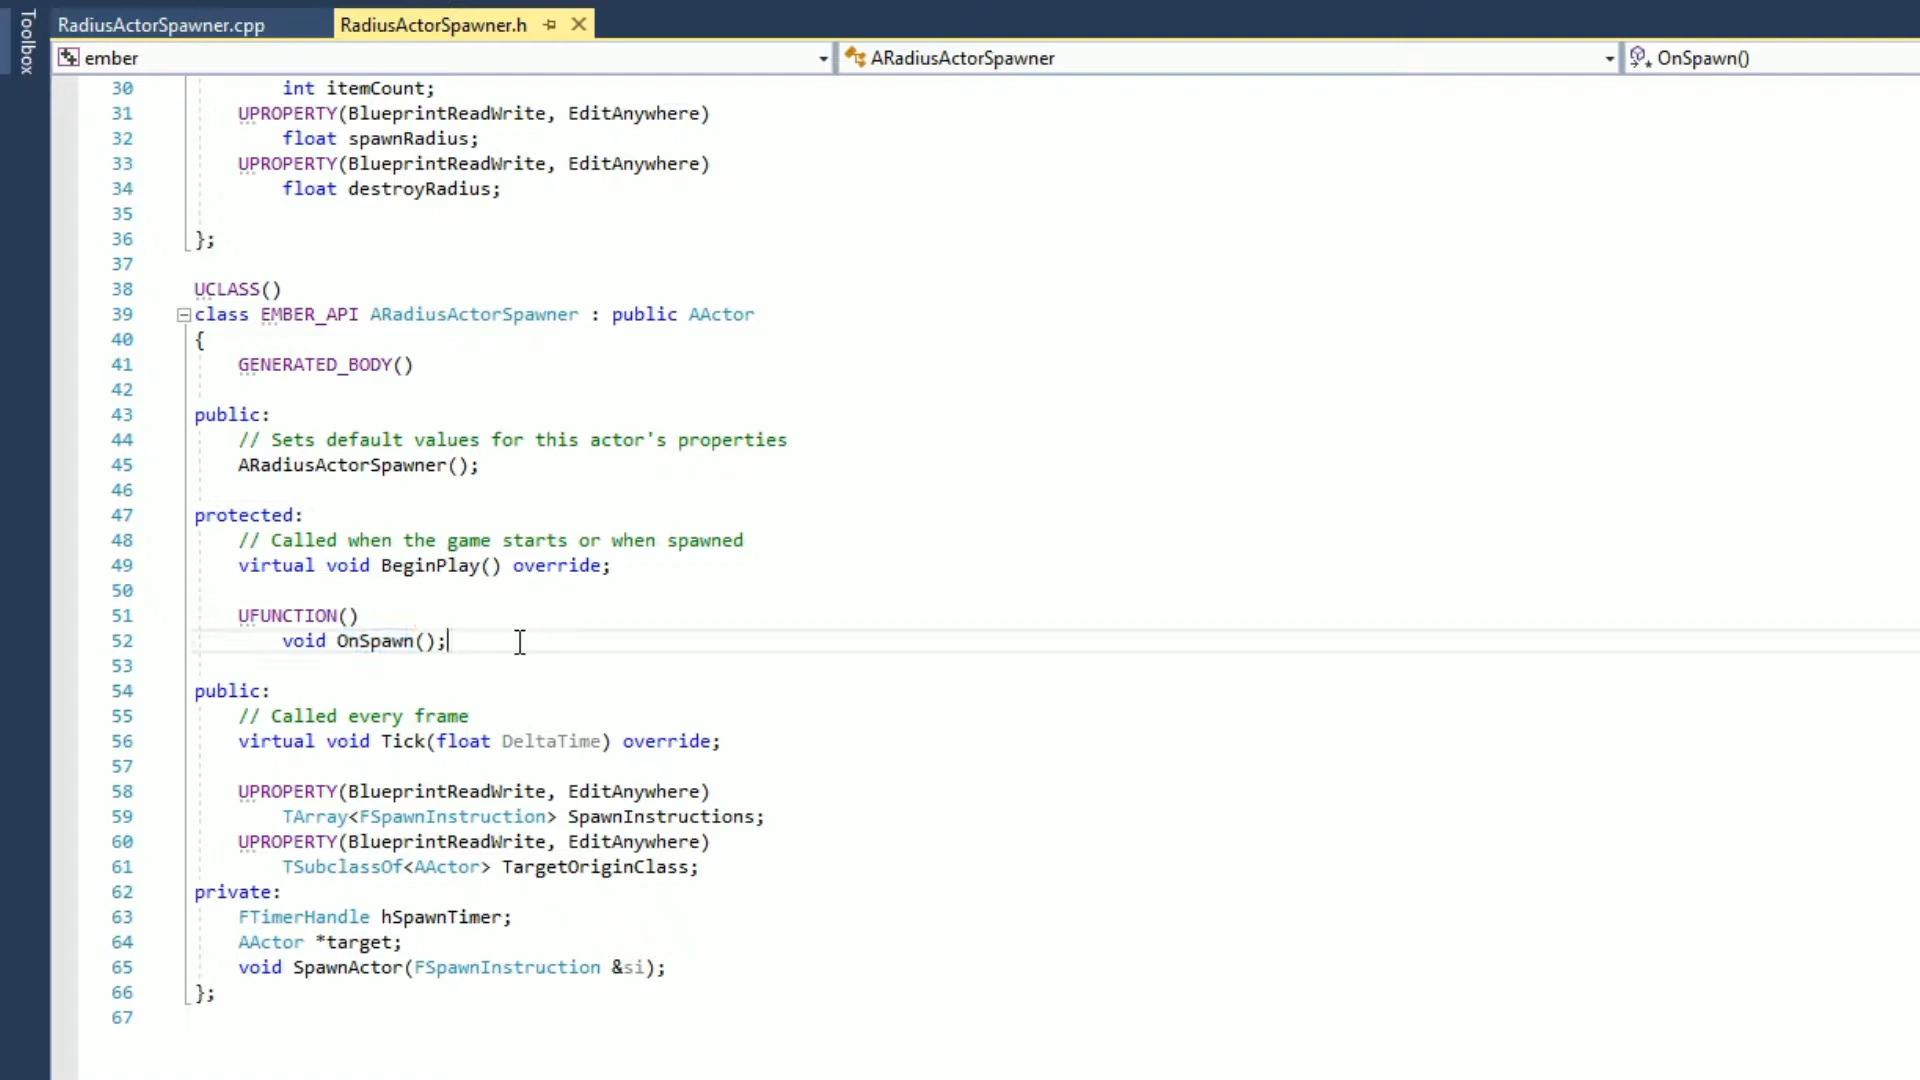 Toolbox
RadiusActorSpawner.cpp
RadiusActorSpawner.h
ember
ARadiusActorSpawner
OnSpawn()
30 int itemCount;
31 UPROPERTY(BlueprintReadWrite, EditAnywhere)
32 float spawnRadius;
33 UPROPERTY(BlueprintReadWrite, EditAnywhere)
34 float destroyRadius;
35
36 };
37
38 UCLASS()
39 class EMBER_API ARadiusActorSpawner : public AActor
40 {
41 GENERATED_BODY()
42
43 public:
44 // Sets default values for this actor's properties
45 ARadiusActorSpawner();
46
47 protected:
48 // Called when the game starts or when spawned
49 virtual void BeginPlay() override;
50
51 UFUNCTION()
52 void OnSpawn();
53
54 public:
55 // Called every frame
56 virtual void Tick(float DeltaTime) override;
57
58 UPROPERTY(BlueprintReadWrite, EditAnywhere)
59 TArray<FSpawnInstruction> SpawnInstructions;
60 UPROPERTY(BlueprintReadWrite, EditAnywhere)
61 TSubclassOf<AActor> TargetOriginClass;
62 private:
63 FTimerHandle hSpawnTimer;
64 AActor *target;
65 void SpawnActor(FSpawnInstruction &si);
66 };
67